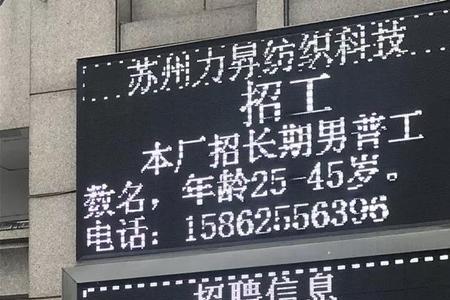 苏州力昇纺织科技
招工
本厂招长期男普工
数名，年龄25-45岁。
电话：15862556396
招聘信息